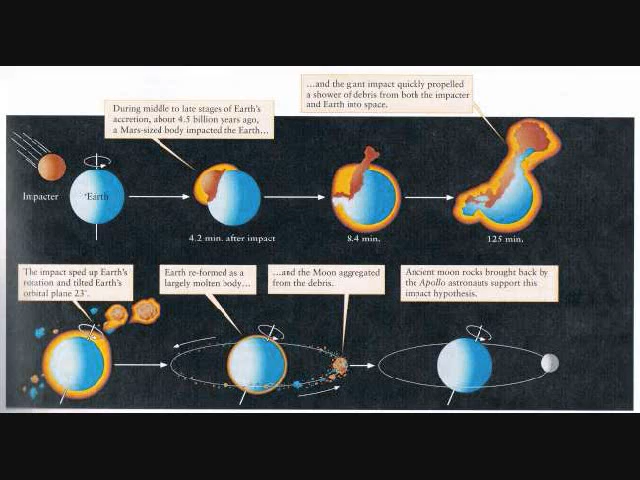 During middle to late stages of Earth's
accretion, about 4.5 billion years ago,
a Mars-sized body impacted the Earth…
…and the giant impact quickly propelled
a shower of debris from both the impacter
and Earth into space.
Impacter
Earth
4.2 min. after impact
8.4 min.
125 min.
The impact sped up Earth's
rotation and tilted Earth's
orbital plane 23°.
Earth re-formed as a
largely molten body…
…and the Moon aggregated
from the debris.
Ancient moon rocks brought back by
the Apollo astronauts support this
impact hypothesis.